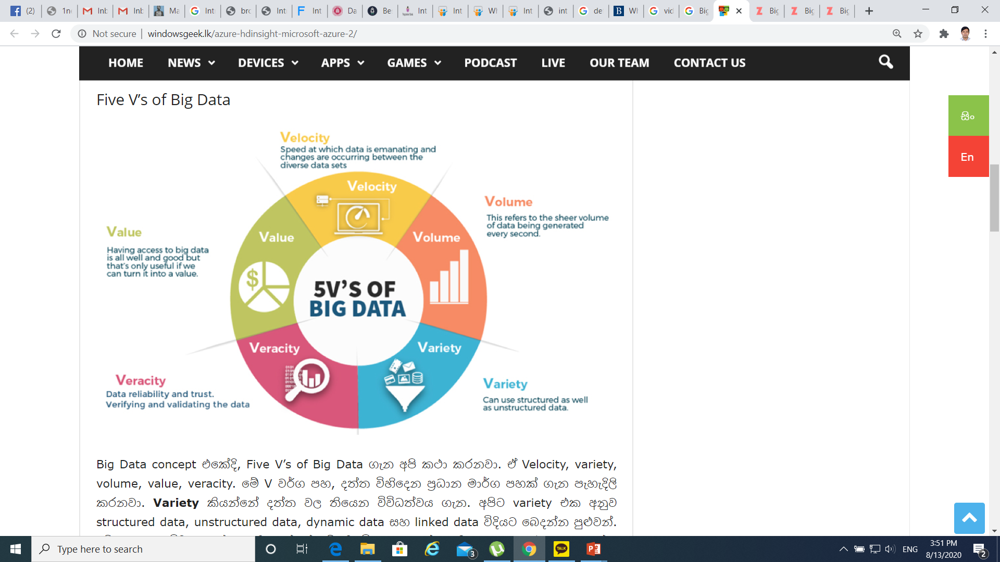 (2)
1n
Inb
Inb
Ma
Int
bro
Int
Int
Da
Be
Int
Int
Wh
Int
int
de
Wh
vid
Big
Big
Big
Big
Not secure | windowsgeek.lk/azure-hdinsight-microsoft-azure-2/
HOME NEWS DEVICES APPS GAMES PODCAST LIVE OUR TEAM CONTACT US
Five V’s of Big Data
සිං
En
Velocity
Speed at which data is emanating and
changes are occurring between the
diverse data sets
Velocity
Volume
This refers to the sheer volume
of data being generated
every second.
Volume
Value
Having access to big data
is all well and good but
that's only useful if we
can turn it into a value.
Value
$
5V’S OF
BIG DATA
Veracity
Variety
Veracity
Data reliability and trust.
Verifying and validating the data
Variety
Can use structured as well
as unstructured data.
Big Data concept එකේදි, Five V’s of Big Data ගැන අපි කථා කරනවා. ඒ Velocity, variety,
volume, value, veracity. මේ V වර්ග පහ, දත්ත විහිදෙන ප්‍රධාන මාර්ග පහක් ගැන පැහැදිලි
කරනවා. Variety කියන්නේ දත්ත වල තියෙන විවිධත්වය ගැන. අපිට variety එක අනුව
structured data, unstructured data, dynamic data සහ linked data විදියට බෙදන්න පුළුවන්.
Type here to search
3
TALK
ENG
3:51 PM
8/13/2020
2